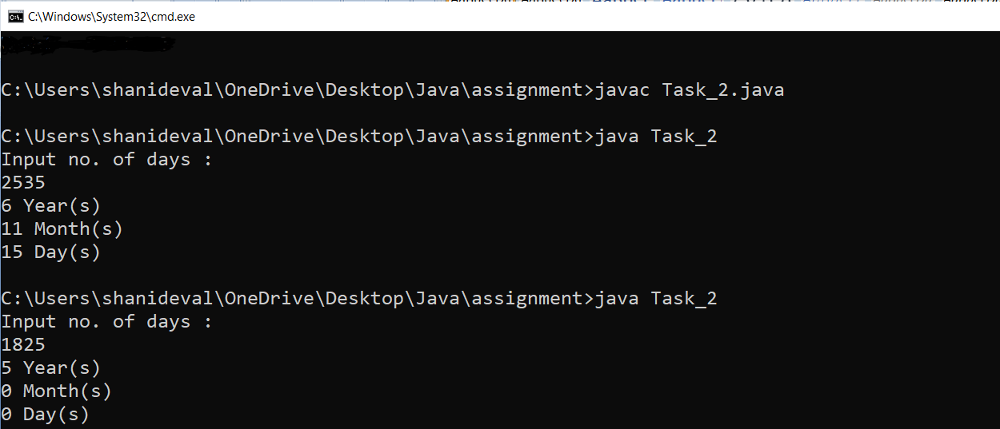 C:\Windows\System32\cmd.exe
C:\Users\shanideval\OneDrive\Desktop\Java\assignment>javac Task_2.java
C:\Users\shanideval\OneDrive\Desktop\Java\assignment>java Task_2
Input no. of days :
2535
6 Year(s)
11 Month(s)
15 Day(s)
C:\Users\shanideval\OneDrive\Desktop\Java\assignment>java Task_2
Input no. of days :
1825
5 Year(s)
0 Month(s)
0 Day(s)